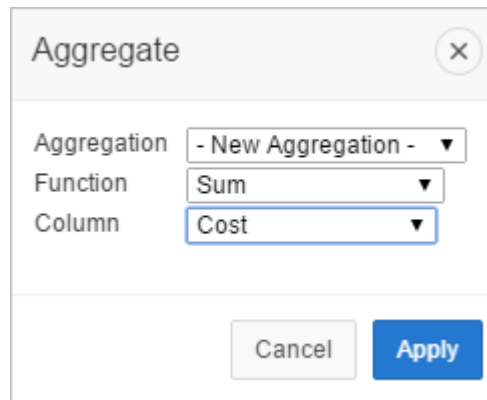 Aggregate
Aggregation - New Aggregation -
Function Sum
Column Cost
Cancel Apply